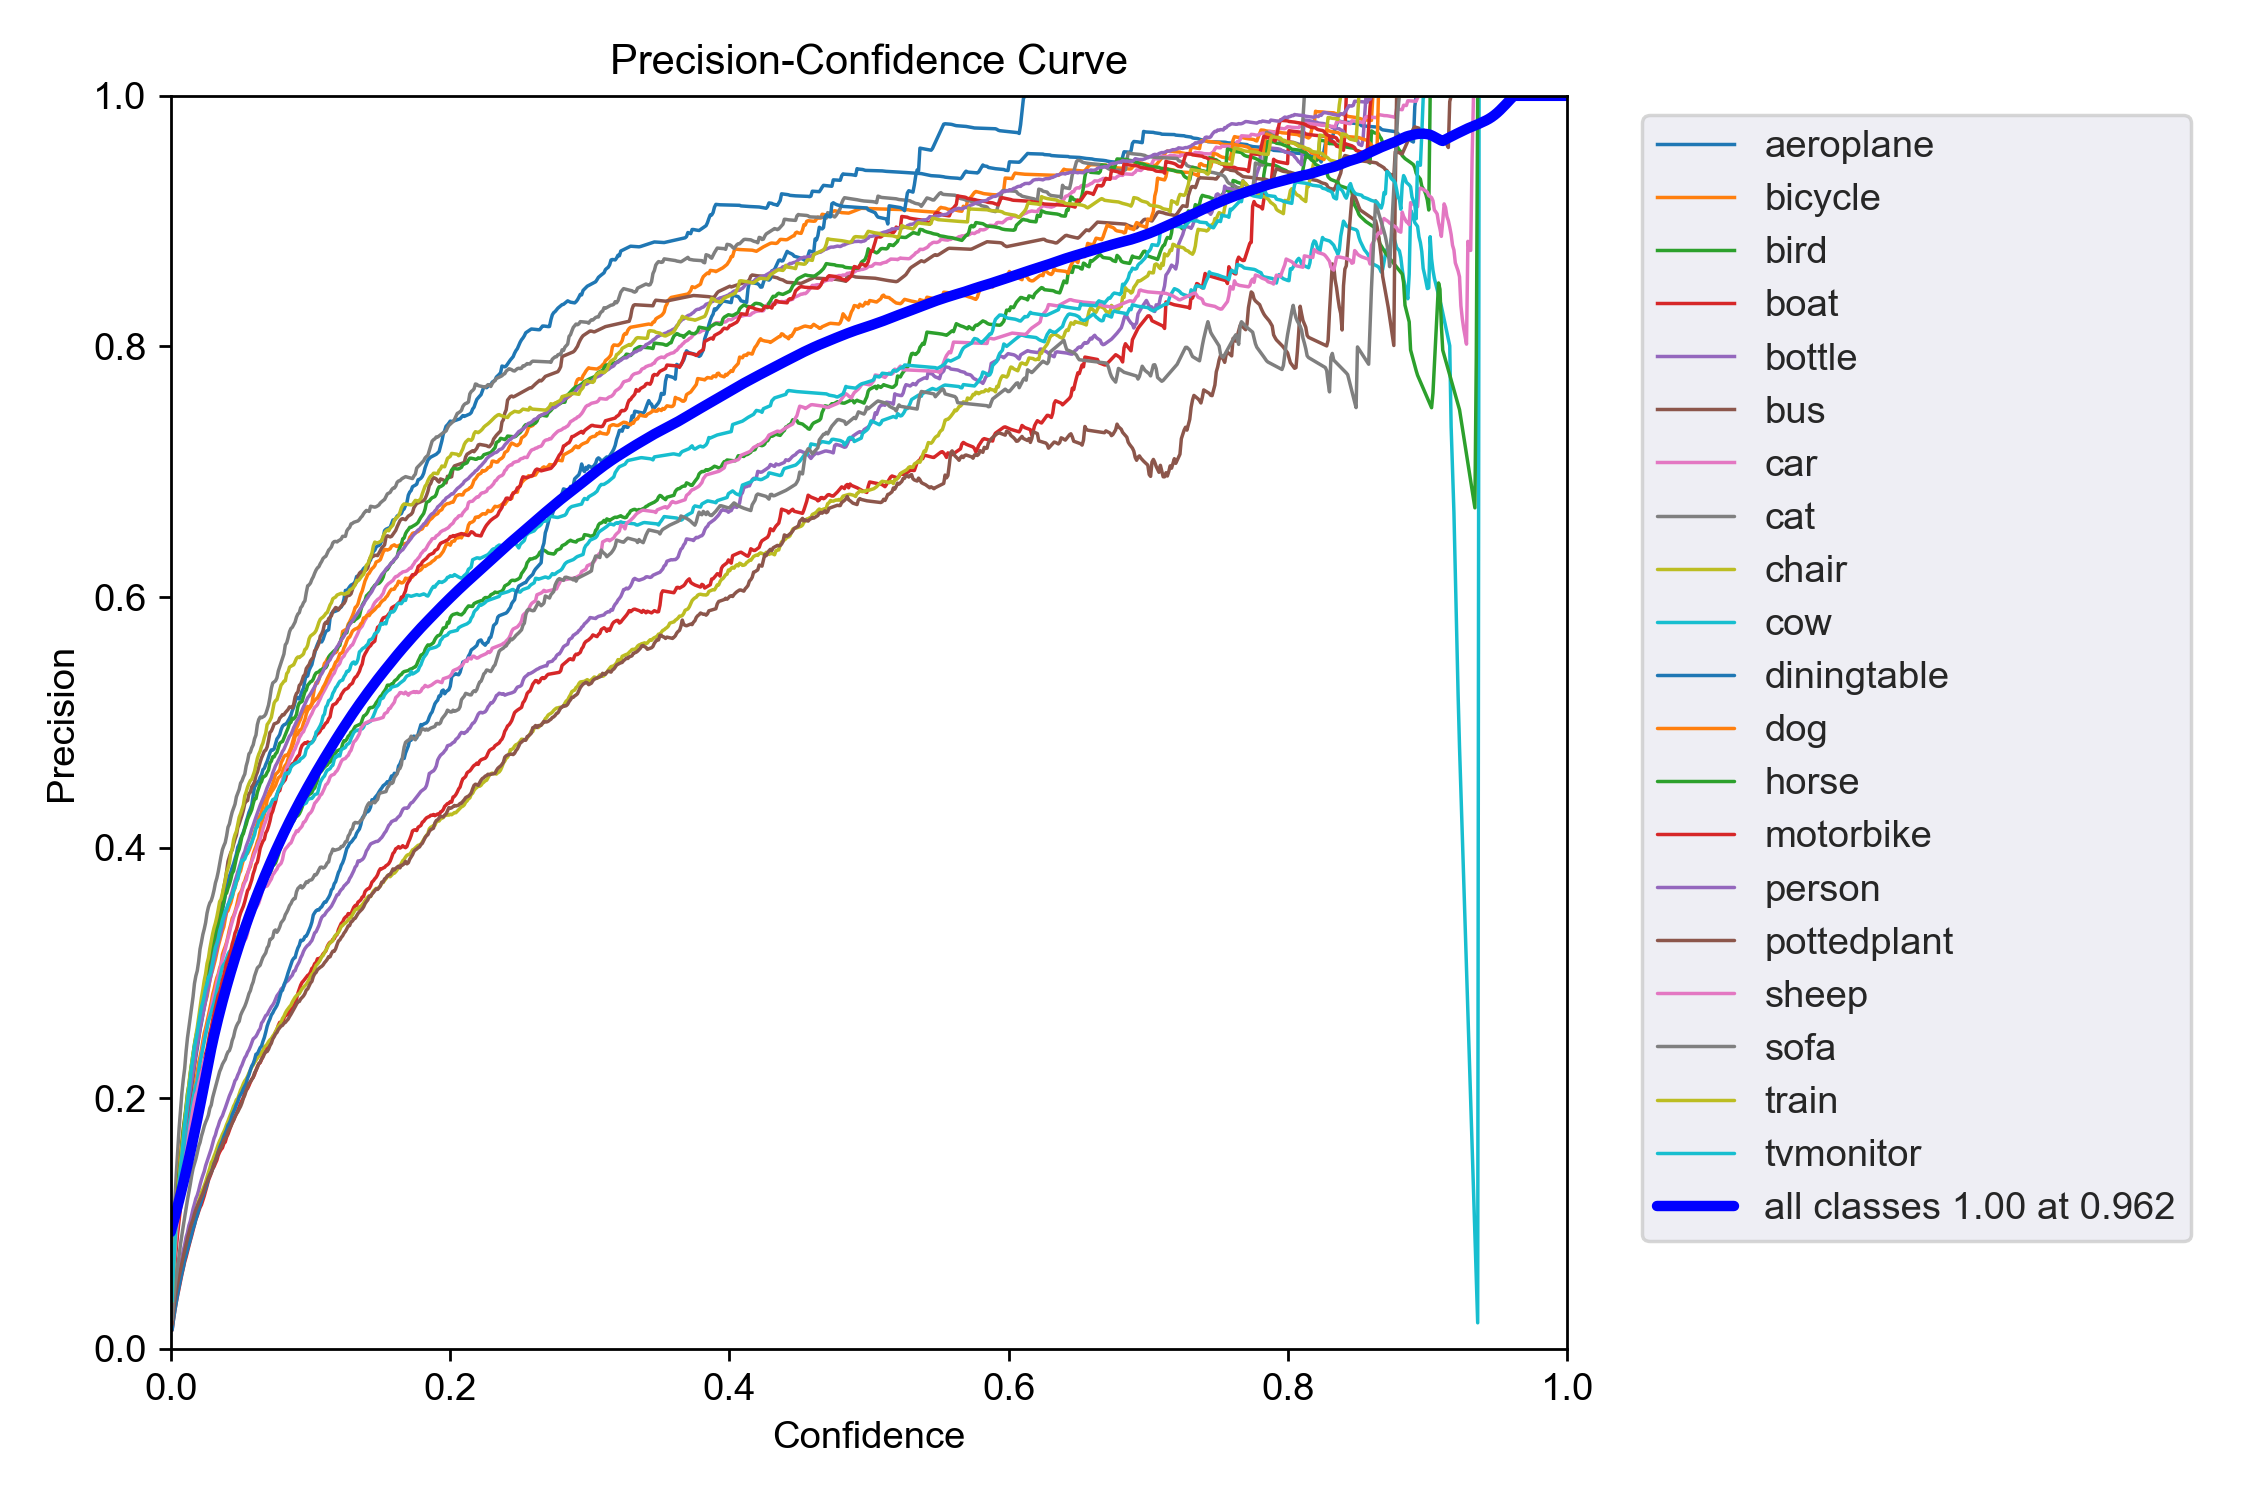 Precision-Confidence Curve
1.0
0.8
0.6
0.4
0.2
0.0
Precision
0.0 0.2 0.4 0.6 0.8 1.0
Confidence
aeroplane
bicycle
bird
boat
bottle
bus
car
cat
chair
cow
diningtable
dog
horse
motorbike
person
pottedplant
sheep
sofa
train
tvmonitor
all classes 1.00 at 0.962